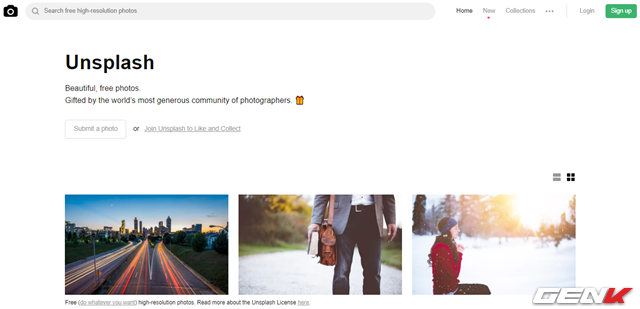 Search free high-resolution photos
Home New Collections Login Sign up
Unsplash
Beautiful, free photos.
Gifted by the world's most generous community of photographers.
Submit a photo or Join Unsplash to Like and Collect
Free (do whatever you want) high-resolution photos. Read more about the Unsplash License here.
GENK